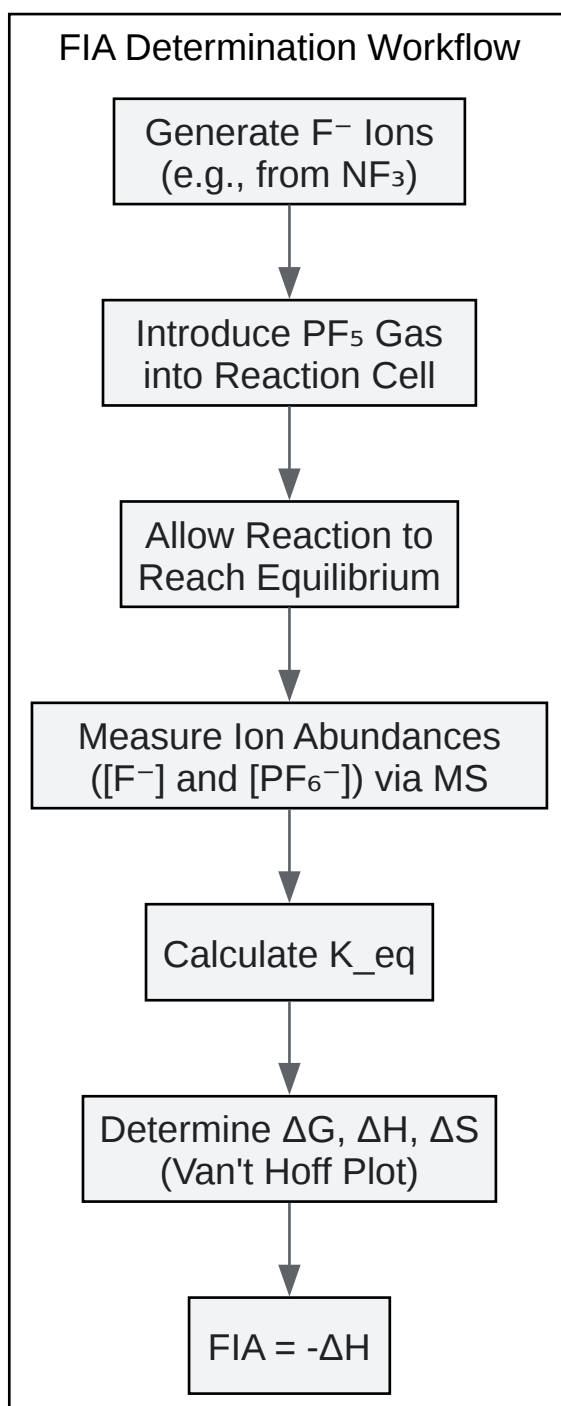 FIA Determination Workflow
Generate F⁻ Ions
(e.g., from NF₃)
Introduce PF₅ Gas
into Reaction Cell
Allow Reaction to
Reach Equilibrium
Measure Ion Abundances
([F⁻] and [PF₆⁻]) via MS
Calculate K_eq
Determine ΔG, ΔH, ΔS
(Van't Hoff Plot)
FIA = -ΔH